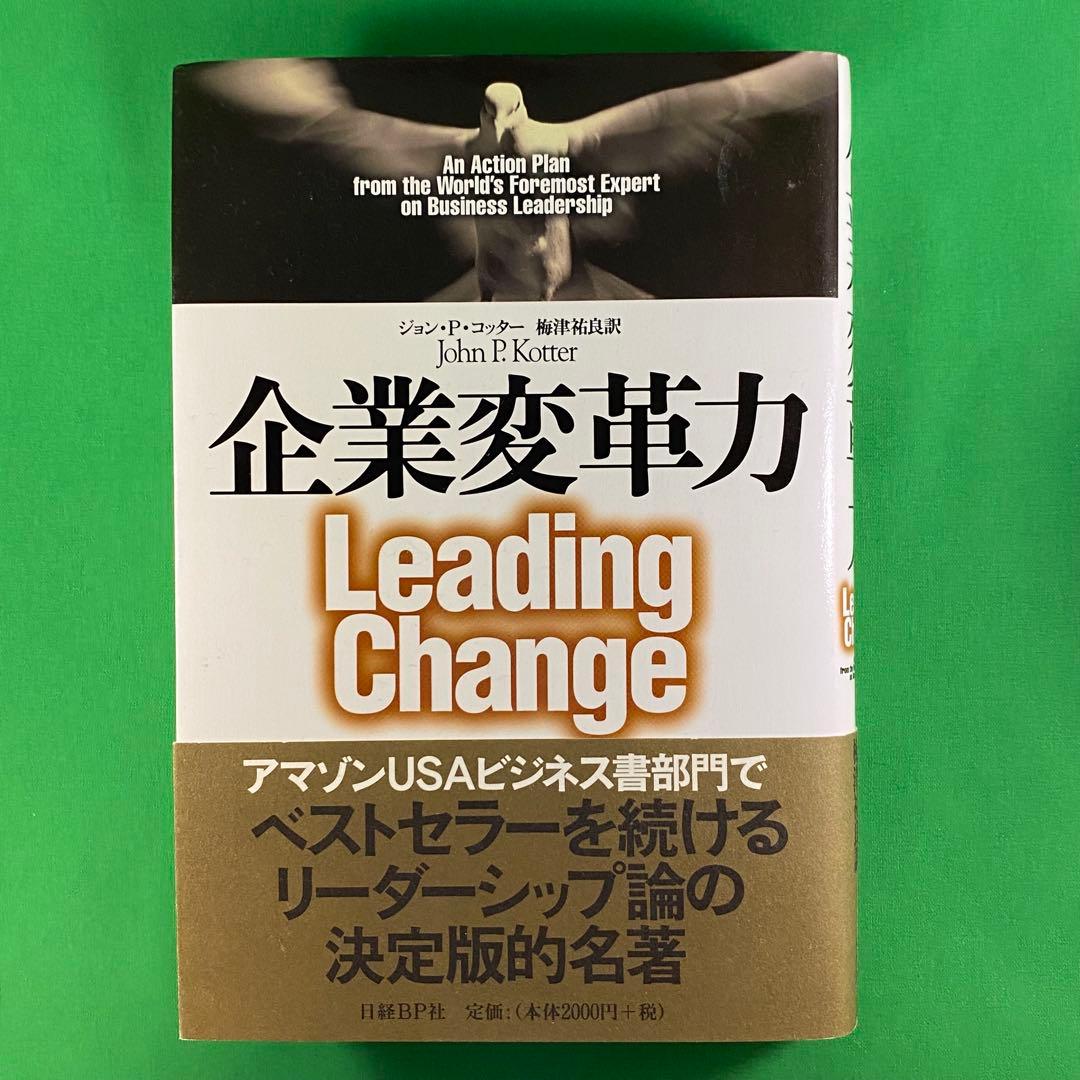 An Action Plan
from the World's Foremost Expert
on Business Leadership
ジョン・P・コッター 梅津祐良訳
John P. Kotter
企業変革力
Leading
Change
アマゾンUSAビジネス書部門で
ベストセラーを続ける
リーダーシップ論の
決定版的名著
日経BP社 定価:(本体2000円+税)